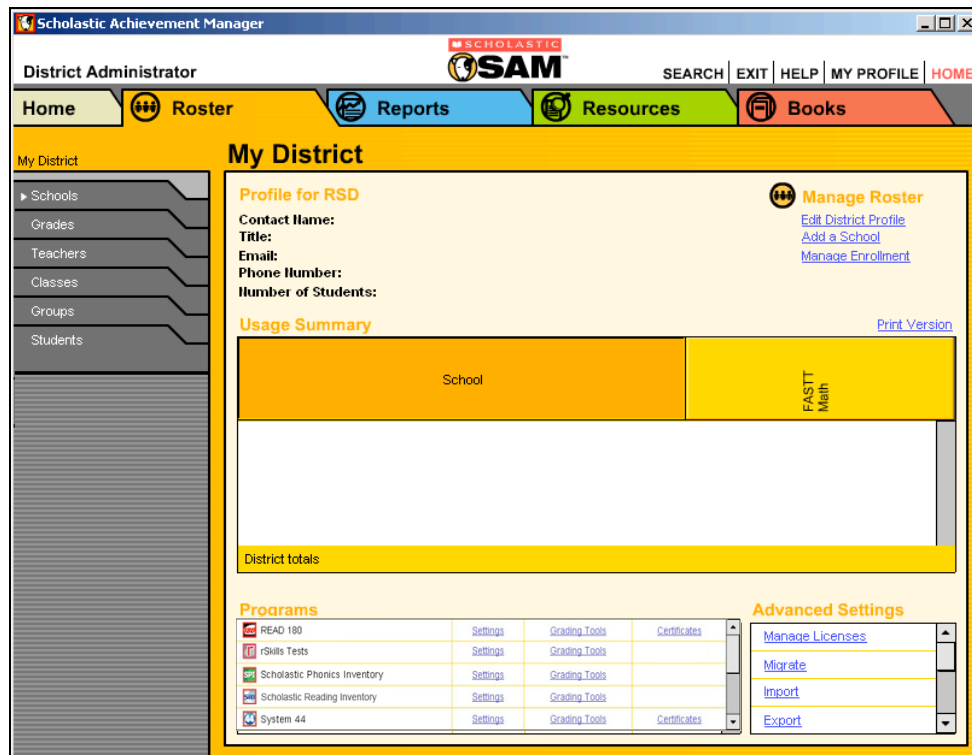 Scholastic Achievement Manager
SCHOLASTIC
District Administrator
SAM™
SEARCH EXIT HELP MY PROFILE HOME
Home Roster Reports Resources Books
My District
My District
Schools
Grades
Teachers
Classes
Groups
Students
Profile for RSD
Contact Name:
Title:
Email:
Phone Number:
Number of Students:
Manage Roster
Edit District Profile
Add a School
Manage Enrollment
Usage Summary
Print Version
School
FASTT
Math
District totals
Programs
READ 180 Settings Grading Tools Certificates
rSkills Tests Settings Grading Tools
Scholastic Phonics Inventory Settings Grading Tools
Scholastic Reading Inventory Settings Grading Tools
44 System 44 Settings Grading Tools Certificates
Advanced Settings
Manage Licenses
Migrate
Import
Export